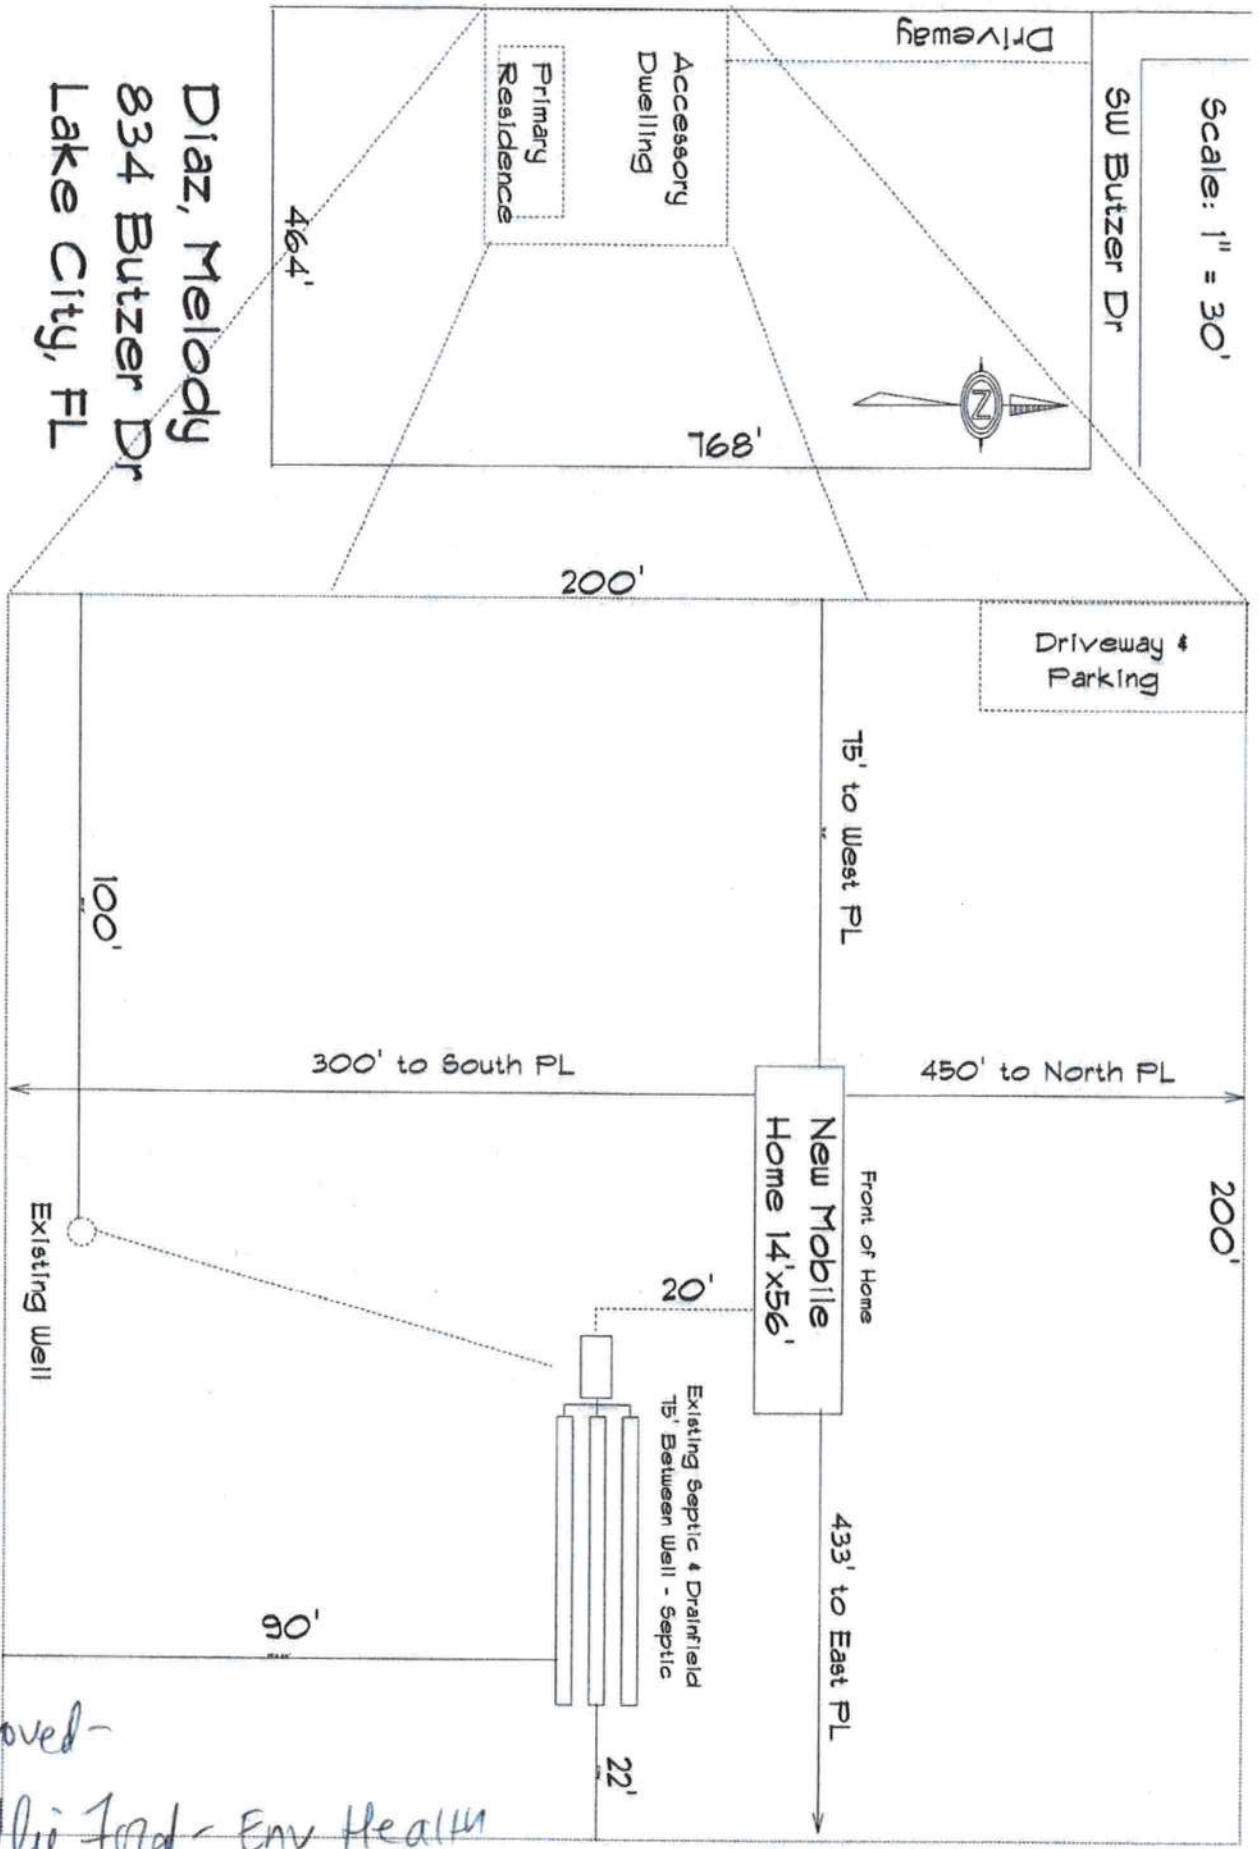 Scale: 1" = 30'
SW Butzer Dr
Driveway
Accessory
Dwelling
Primary
Residence
464'
768'
N
Diaz, Melody
834 Butzer Dr
Lake City, FL
200'
Driveway &
Parking
75' to West PL
100'
300' to South PL
450' to North PL
200'
New Mobile
Home 14'x56'
Front of Home
20'
Existing Septic & Drainfield
75' Between Well - Septic
433' to East PL
Existing Well
90'
22'
oved-
Ford - Env Health